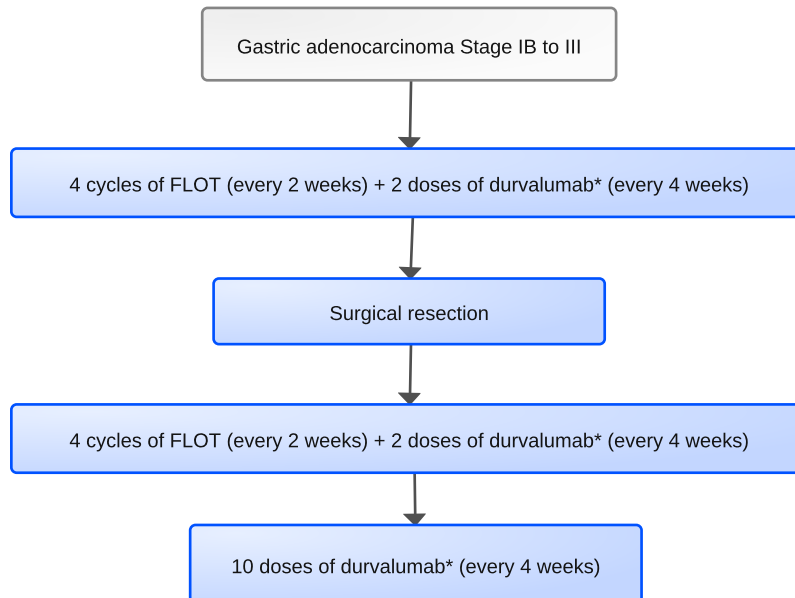 Gastric adenocarcinoma Stage IB to III
4 cycles of FLOT (every 2 weeks) + 2 doses of durvalumab* (every 4 weeks)
Surgical resection
4 cycles of FLOT (every 2 weeks) + 2 doses of durvalumab* (every 4 weeks)
10 doses of durvalumab* (every 4 weeks)